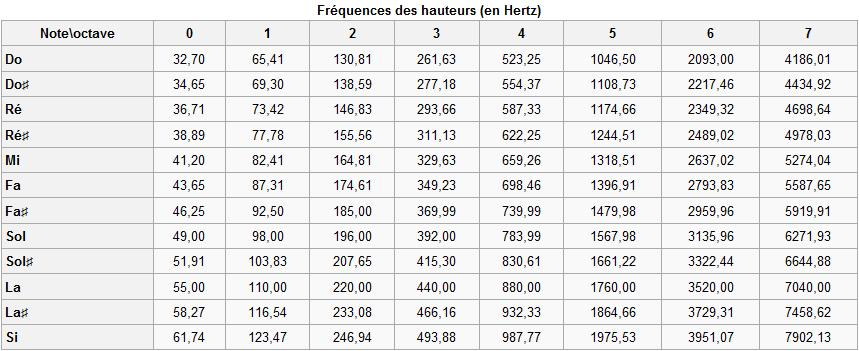 Fréquences des hauteurs (en Hertz)
Note\octave 0 1 2 3 4 5 6 7
Do 32,70 65,41 130,81 261,63 523,25 1046,50 2093,00 4186,01
Do♯ 34,65 69,30 138,59 277,18 554,37 1108,73 2217,46 4434,92
Ré 36,71 73,42 146,83 293,66 587,33 1174,66 2349,32 4698,64
Ré♯ 38,89 77,78 155,56 311,13 622,25 1244,51 2489,02 4978,03
Mi 41,20 82,41 164,81 329,63 659,26 1318,51 2637,02 5274,04
Fa 43,65 87,31 174,61 349,23 698,46 1396,91 2793,83 5587,65
Fa♯ 46,25 92,50 185,00 369,99 739,99 1479,98 2959,96 5919,91
Sol 49,00 98,00 196,00 392,00 783,99 1567,98 3135,96 6271,93
Sol♯ 51,91 103,83 207,65 415,30 830,61 1661,22 3322,44 6644,88
La 55,00 110,00 220,00 440,00 880,00 1760,00 3520,00 7040,00
La♯ 58,27 116,54 233,08 466,16 932,33 1864,66 3729,31 7458,62
Si 61,74 123,47 246,94 493,88 987,77 1975,53 3951,07 7902,13